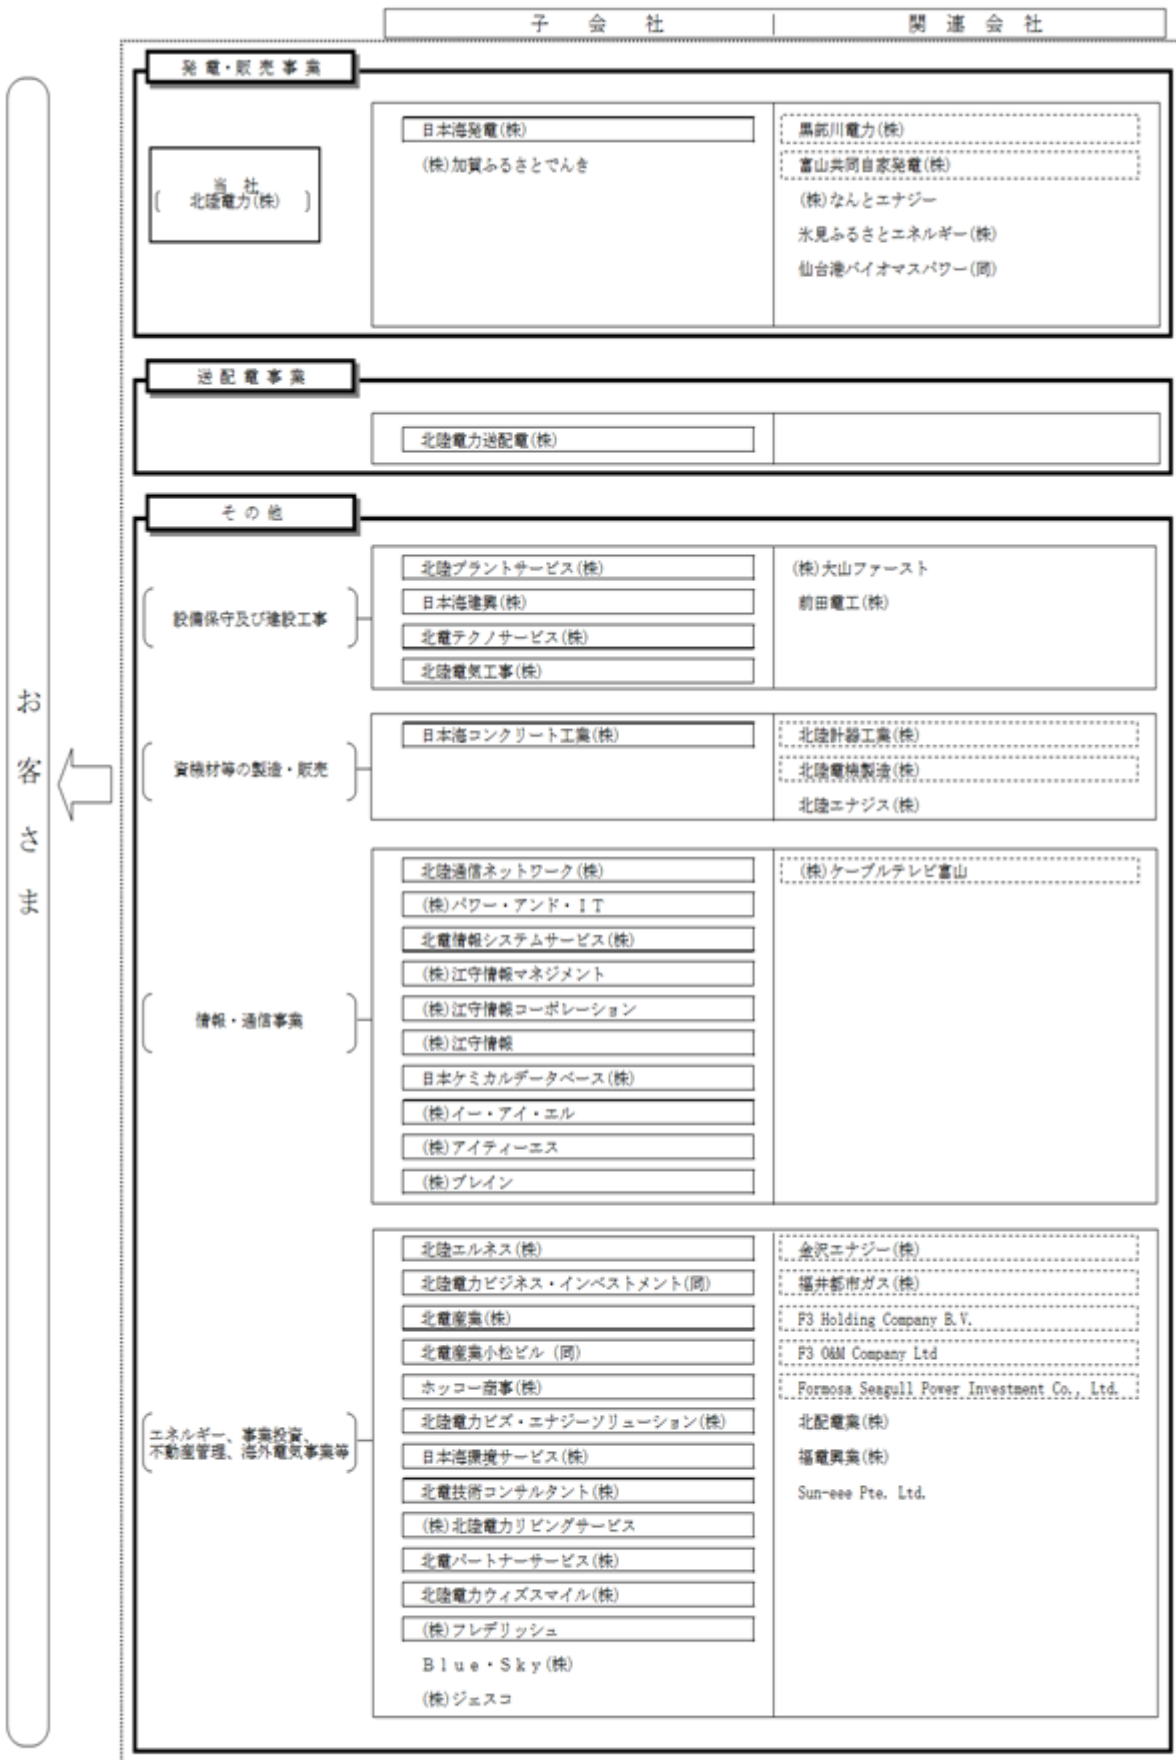 子会社 関連会社
発電・販売事業
当社
北陸電力(株)
日本海発電(株)
(株)加賀ふるさとでんき
黒部川電力(株)
富山共同自家発電(株)
(株)なんとエナジー
氷見ふるさとエネルギー(株)
仙台港バイオマスパワー(同)
送配電事業
北陸電力送配電(株)
その他
設備保守及び建設工事
北陸プラントサービス(株)
日本海建興(株)
北電テクノサービス(株)
北陸電気工事(株)
(株)大山ファースト
前田電工(株)
資機材等の製造・販売
日本海コンクリート工業(株)
北陸計器工業(株)
北陸電機製造(株)
北陸エナジス(株)
情報・通信事業
北陸通信ネットワーク(株)
(株)パワー・アンド・IT
北電情報システムサービス(株)
(株)江守情報マネジメント
(株)江守情報コーポレーション
(株)江守情報
日本ケミカルデータベース(株)
(株)イー・アイ・エル
(株)アイティーエス
(株)ブレイン
(株)ケーブルテレビ富山
エネルギー、事業投資、
不動産管理、海外電気事業等
北陸エルネス(株)
北陸電力ビジネス・インベストメント(同)
北電産業(株)
北電産業小松ビル(同)
ホッコー商事(株)
北陸電力ビズ・エナジーソリューション(株)
日本海環境サービス(株)
北電技術コンサルタント(株)
(株)北陸電力リビングサービス
北電パートナーサービス(株)
北陸電力ウィズスマイル(株)
(株)フレデリッシュ
Blue・Sky(株)
(株)ジェスコ
金沢エナジー(株)
福井都市ガス(株)
F3 Holding Company B.V.
F3 O&M Company Ltd
Formosa Seagull Power Investment Co., Ltd.
北配電業(株)
福電興業(株)
Sun-eee Pte. Ltd.
お客さま